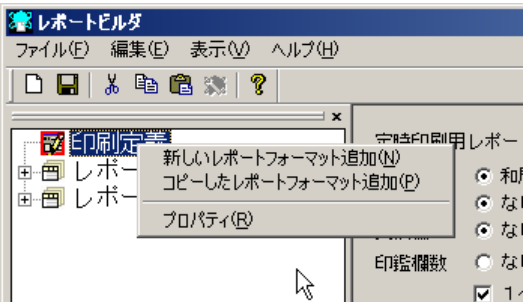 レポートビルダ
ファイル(F) 編集(E) 表示(V) ヘルプ(H)
印刷定義
レポー
レポー
新しいレポートフォーマット追加(N)
コピーしたレポートフォーマット追加(P)
プロパティ(R)
定時印刷用レポー
なし
印鑑欄数